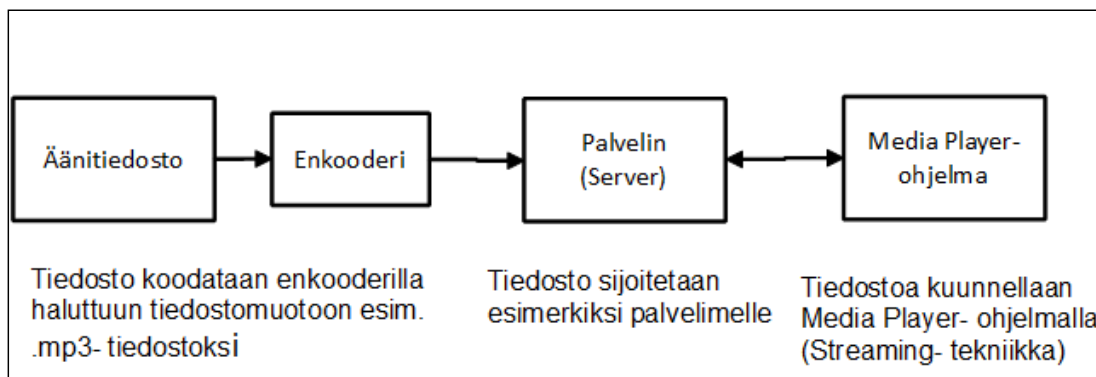 Äänitiedosto
Enkooderi
Palvelin
(Server)
Media Player-
ohjelma
Tiedosto koodataan enkooderilla
haluttuun tiedostomuotoon esim.
.mp3- tiedostoksi
Tiedosto sijoitetaan
esimerkiksi palvelimelle
Tiedostoa kuunnellaan
Media Player- ohjelmalla
(Streaming- tekniikka)